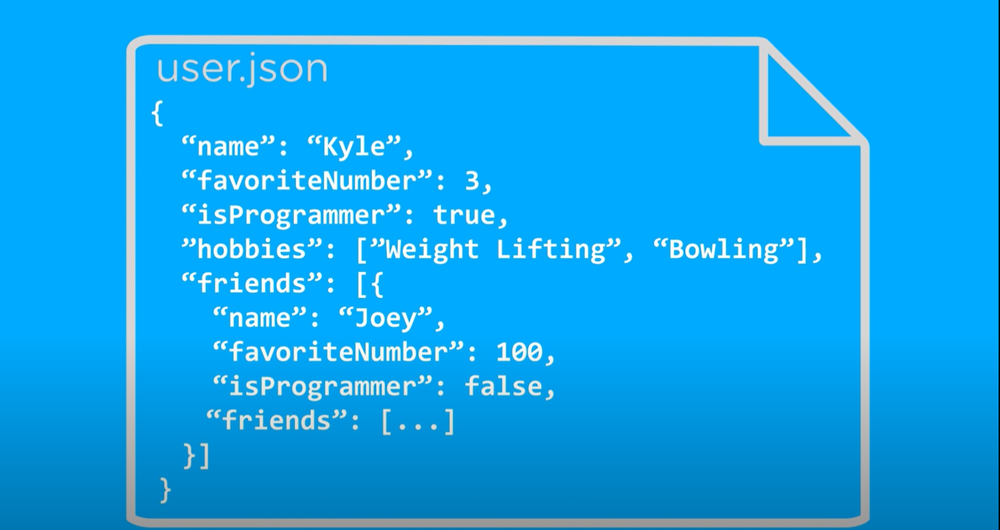 user.json
{
“name”: “Kyle”,
“favoriteNumber”: 3,
“isProgrammer”: true,
”hobbies”: [”Weight Lifting”, “Bowling”],
“friends”: [{
“name”: “Joey”,
“favoriteNumber”: 100,
“isProgrammer”: false,
“friends”: [...]
}]
}